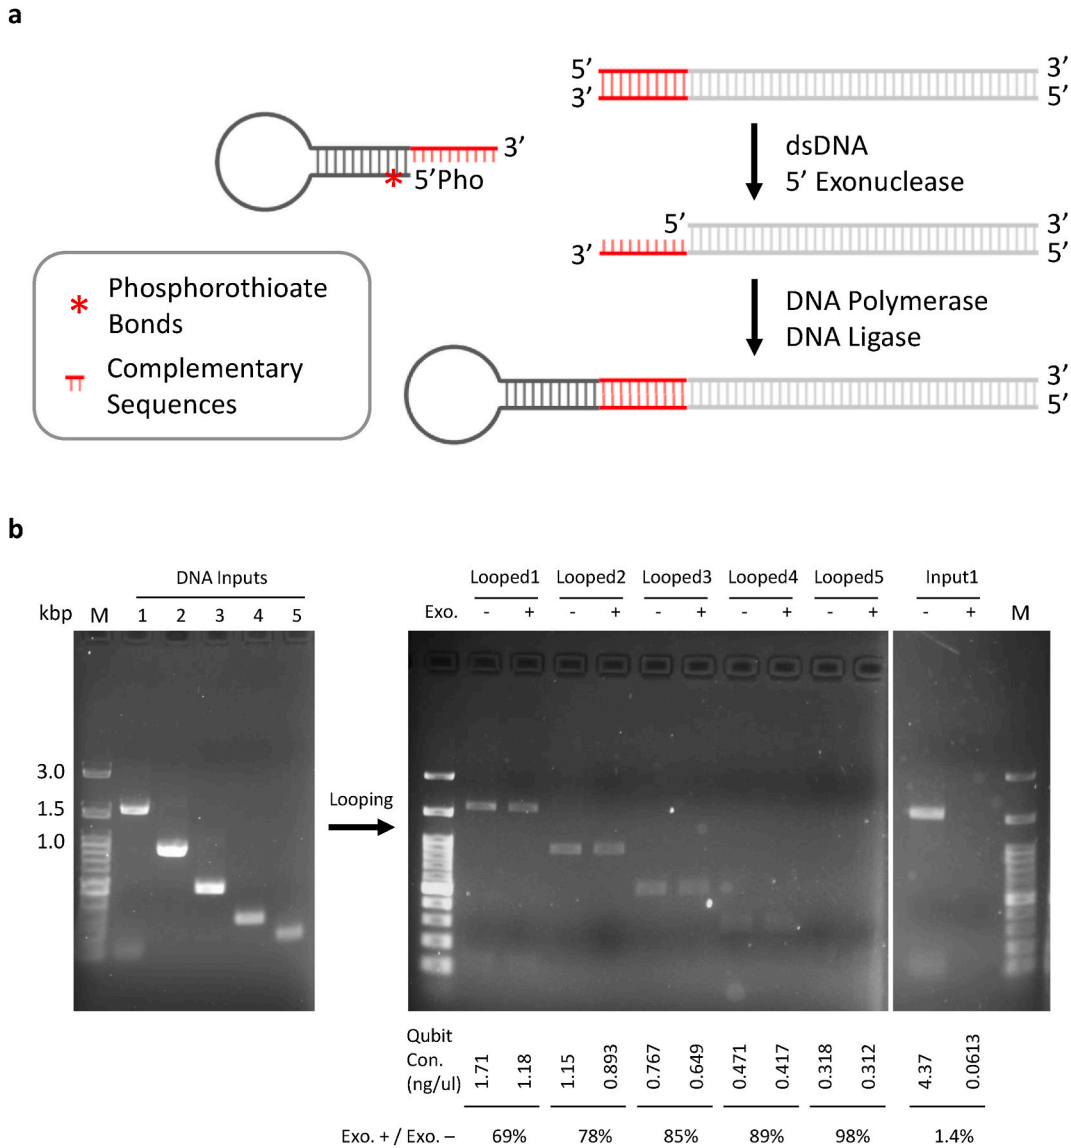 a
5’ 3’
3’ 5’
dsDNA
5’ Exonuclease
3’
* 5’Pho
5’ 3’
3’ 5’
* Phosphorothioate
Bonds
Complementary
Sequences
DNA Polymerase
DNA Ligase
3’
5’
b
DNA Inputs
kbp M 1 2 3 4 5
3.0
1.5
1.0
Looping
Looped1 Looped2 Looped3 Looped4 Looped5 Input1
Exo. - + - + - + - + - + - + M
Qubit
Con.
(ng/ul)
1.71 1.18 1.15 0.893 0.767 0.649 0.471 0.417 0.318 0.312 4.37 0.0613
Exo. + / Exo. – 69% 78% 85% 89% 98% 1.4%